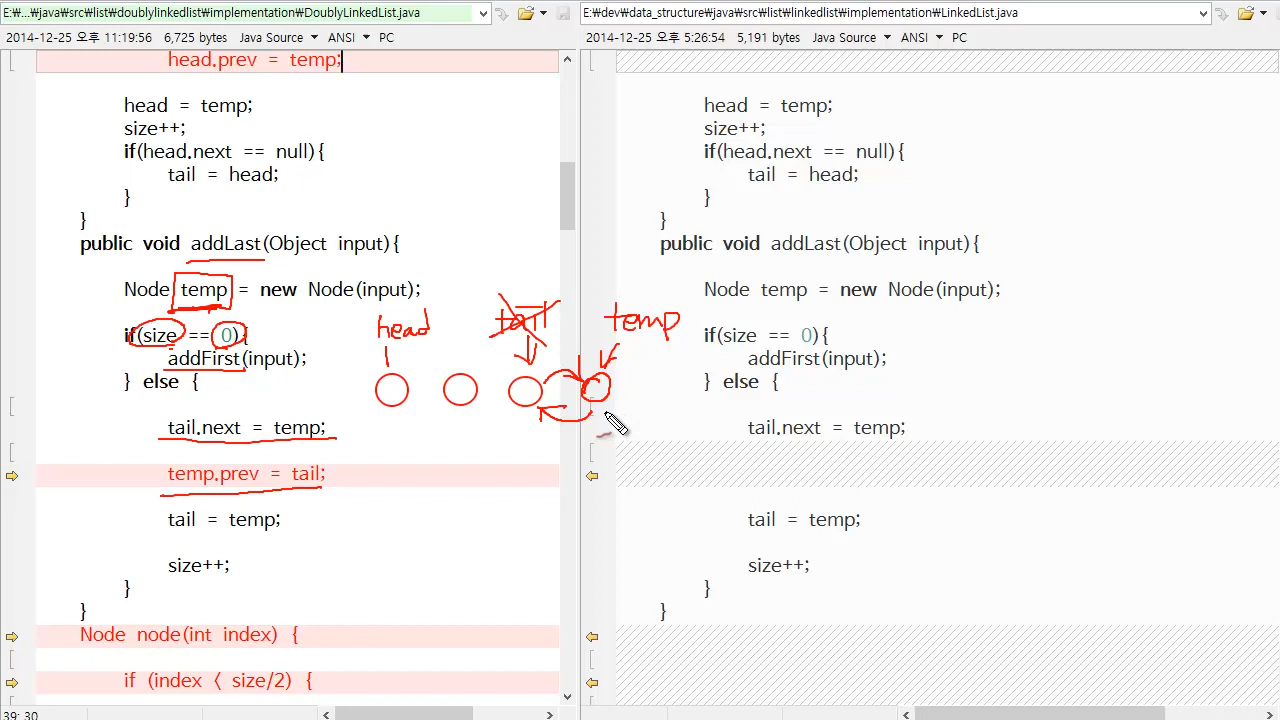 E:₩...₩java₩src₩list₩doublylinkedlist₩implementation₩DoublyLinkedList.java
2014-12-25 오후 11:19:56 6,725 bytes Java Source ANSI PC
head.prev = temp;
head = temp;
size++;
if(head.next == null){
tail = head;
}
}
public void addLast(Object input){
Node temp = new Node(input);
if(size == 0){
addFirst(input);
} else {
tail.next = temp;
temp.prev = tail;
tail = temp;
size++;
}
}
Node node(int index) {
if (index < size/2) {
39: 30
head
tail
temp
E:₩dev₩data_structure₩java₩src₩list₩linkedlist₩implementation₩LinkedList.java
2014-12-25 오후 5:26:54 5,191 bytes Java Source ANSI PC
head = temp;
size++;
if(head.next == null){
tail = head;
}
}
public void addLast(Object input){
Node temp = new Node(input);
if(size == 0){
addFirst(input);
} else {
tail.next = temp;
tail = temp;
size++;
}
}